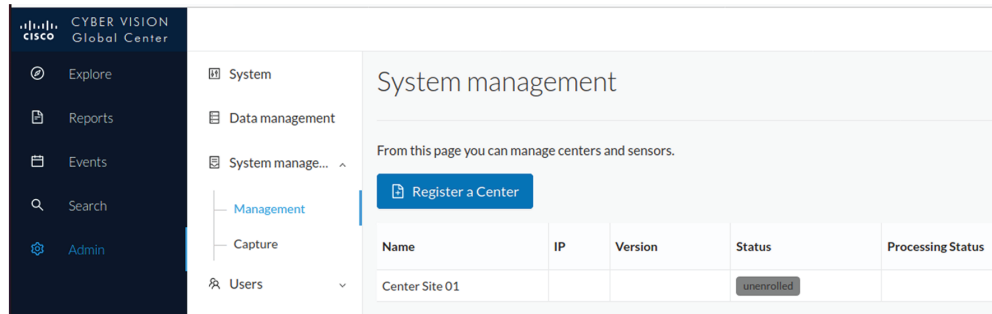 CISCO
CYBER VISION
Global Center
Explore
Reports
Events
Search
Admin
System
Data management
System manage...
Management
Capture
Users
System management
From this page you can manage centers and sensors.
Register a Center
Name IP Version Status Processing Status
Center Site 01 unenrolled